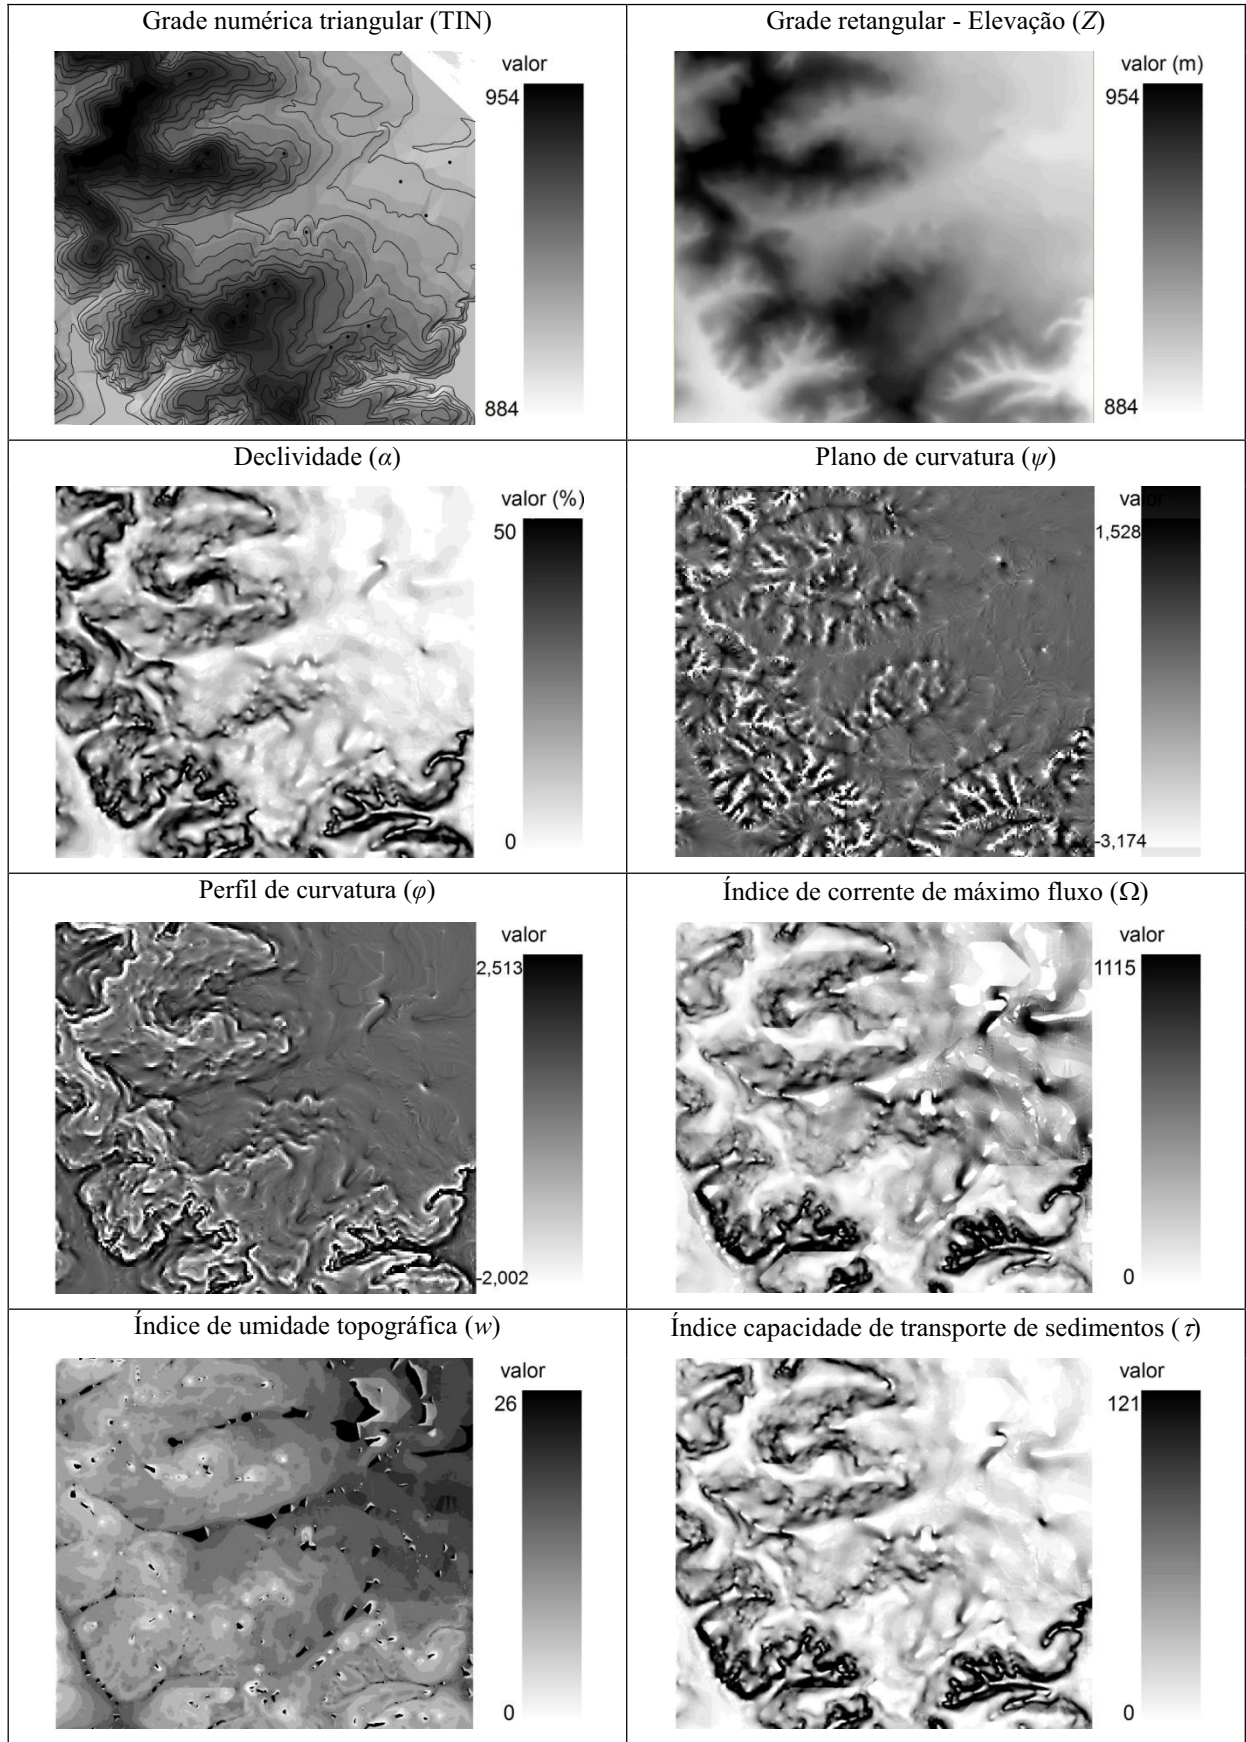 Grade numérica triangular (TIN)
valor
954
884
Grade retangular - Elevação (Z)
valor (m)
954
884
Declividade (α)
valor (%)
50
0
Plano de curvatura (ψ)
1,528
-3,174
Perfil de curvatura (φ)
valor
2,513
-2,002
Índice de corrente de máximo fluxo (Ω)
valor
1115
0
Índice de umidade topográfica (w)
valor
26
0
Índice capacidade de transporte de sedimentos (τ)
valor
121
0